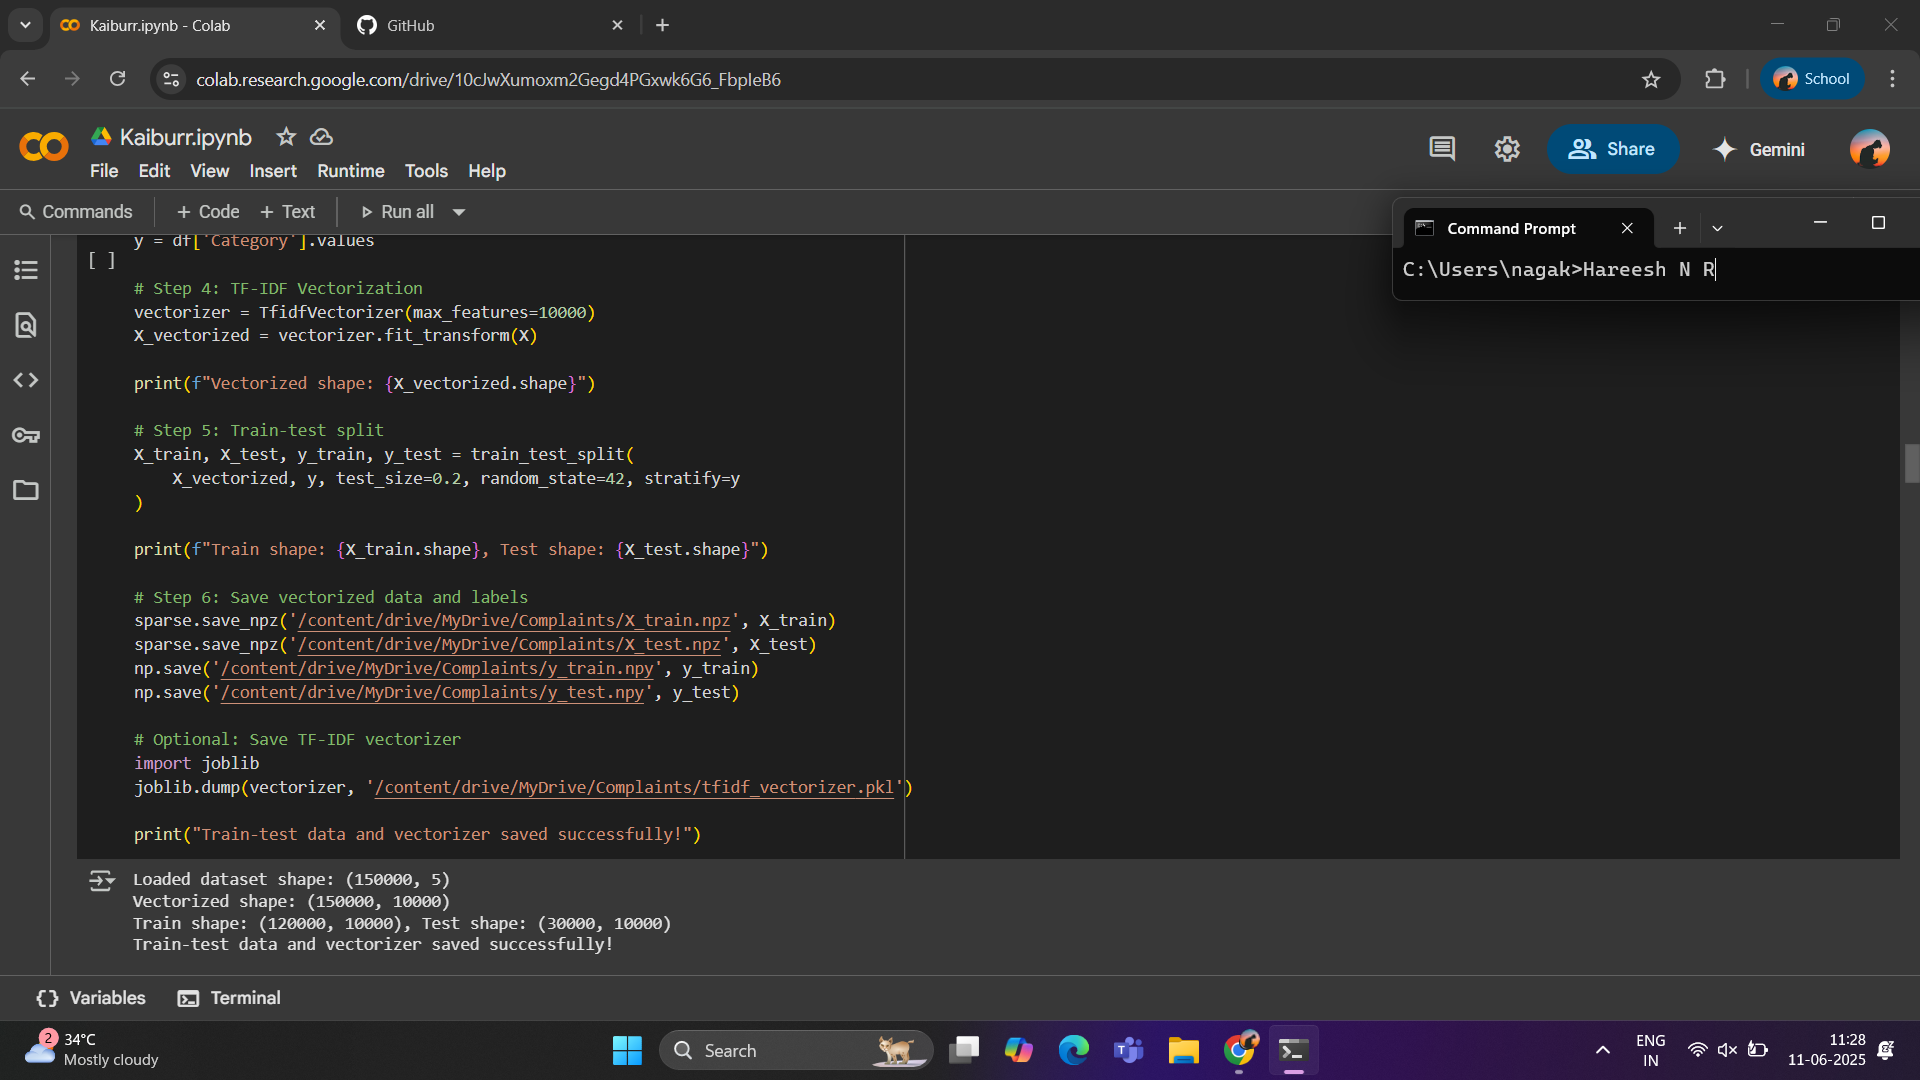 Kaiburr.ipynb - Colab
GitHub
colab.research.google.com/drive/10cJwXumoxm2Gegd4PGxwk6G6_FbpIeB6
School
Kaiburr.ipynb
File Edit View Insert Runtime Tools Help
Share
Gemini
Commands + Code + Text Run all
Command Prompt
C:\Users\nagak>Hareesh N R
y = df['Category'].values
[ ]
# Step 4: TF-IDF Vectorization
vectorizer = TfidfVectorizer(max_features=10000)
X_vectorized = vectorizer.fit_transform(X)
print(f"Vectorized shape: {X_vectorized.shape}")
# Step 5: Train-test split
X_train, X_test, y_train, y_test = train_test_split(
X_vectorized, y, test_size=0.2, random_state=42, stratify=y
)
print(f"Train shape: {X_train.shape}, Test shape: {X_test.shape}")
# Step 6: Save vectorized data and labels
sparse.save_npz('/content/drive/MyDrive/Complaints/X_train.npz', X_train)
sparse.save_npz('/content/drive/MyDrive/Complaints/X_test.npz', X_test)
np.save('/content/drive/MyDrive/Complaints/y_train.npy', y_train)
np.save('/content/drive/MyDrive/Complaints/y_test.npy', y_test)
# Optional: Save TF-IDF vectorizer
import joblib
joblib.dump(vectorizer, '/content/drive/MyDrive/Complaints/tfidf_vectorizer.pkl')
print("Train-test data and vectorizer saved successfully!")
Loaded dataset shape: (150000, 5)
Vectorized shape: (150000, 10000)
Train shape: (120000, 10000), Test shape: (30000, 10000)
Train-test data and vectorizer saved successfully!
Variables Terminal
2
34°C
Mostly cloudy
Search
ENG
IN
11:28
11-06-2025